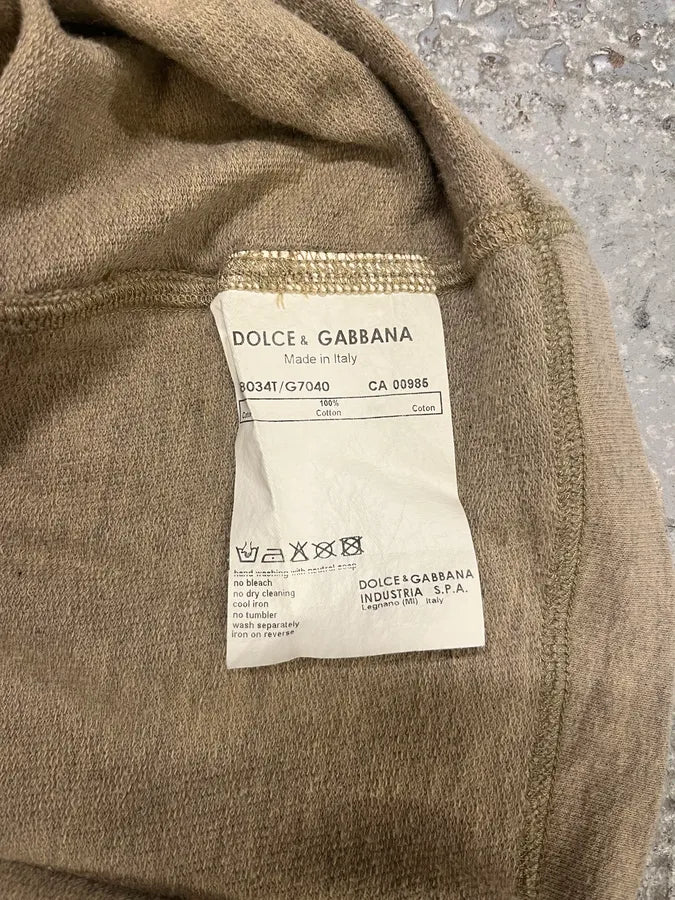 DOLCE & GABBANA
Made in Italy
8034T/G7040 CA 00985
100%
Cotton Coton
hand washing with neutral soap
no bleach
no dry cleaning
cool iron
no tumbler
wash separately
iron on reverse
DOLCE & GABBANA
INDUSTRIA S.P.A.
Legnano (MI) Italy